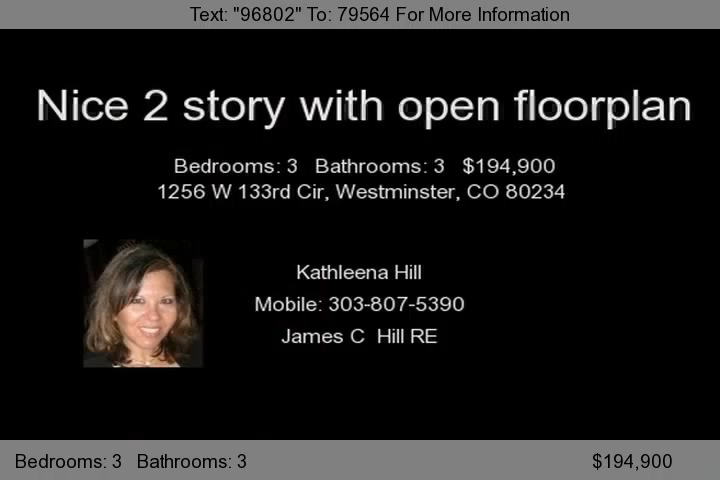 Text: "96802" To: 79564 For More Information
Nice 2 story with open floorplan
Bedrooms: 3 Bathrooms: 3 $194,900
1256 W 133rd Cir, Westminster, CO 80234
Kathleena Hill
Mobile: 303-807-5390
James C Hill RE
Bedrooms: 3 Bathrooms: 3 $194,900